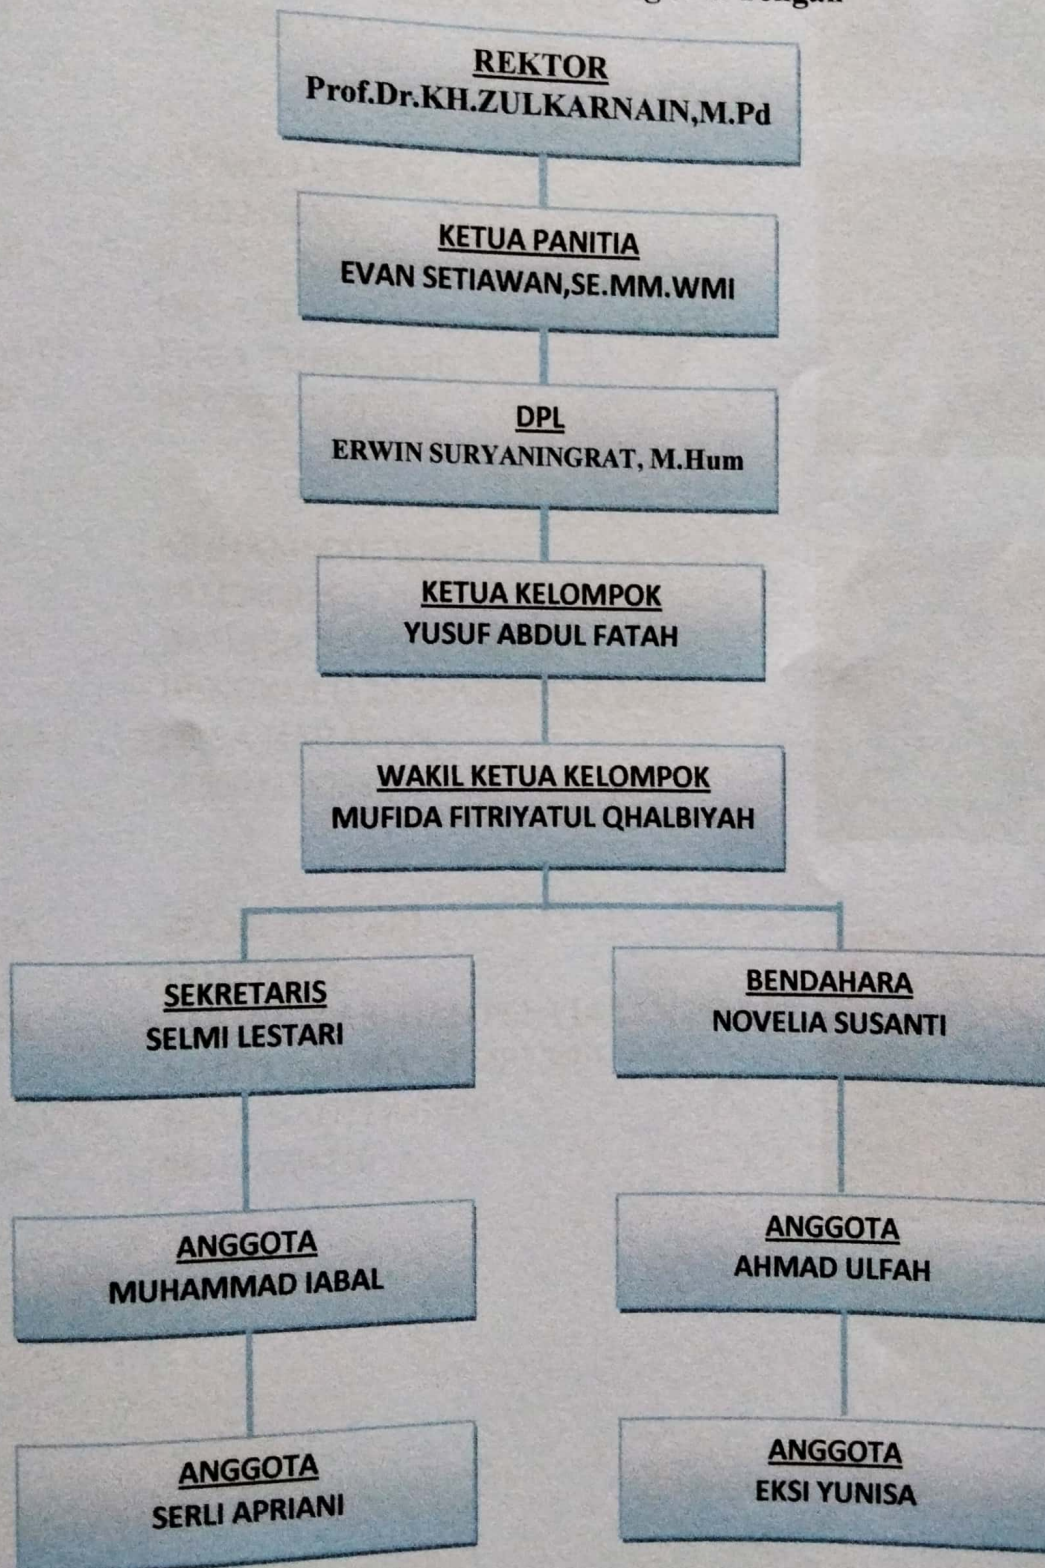 REKTOR
Prof.Dr.KH.ZULKARNAIN,M.Pd
KETUA PANITIA
EVAN SETIAWAN,SE.MM.WMI
DPL
ERWIN SURYANINGRAT, M.Hum
KETUA KELOMPOK
YUSUF ABDUL FATAH
WAKIL KETUA KELOMPOK
MUFIDA FITRIYATUL QHALBIYAH
SEKRETARIS
SELMI LESTARI
BENDAHARA
NOVELIA SUSANTI
ANGGOTA
MUHAMMAD IABAL
ANGGOTA
AHMAD ULFAH
ANGGOTA
SERLI APRIANI
ANGGOTA
EKSI YUNISA